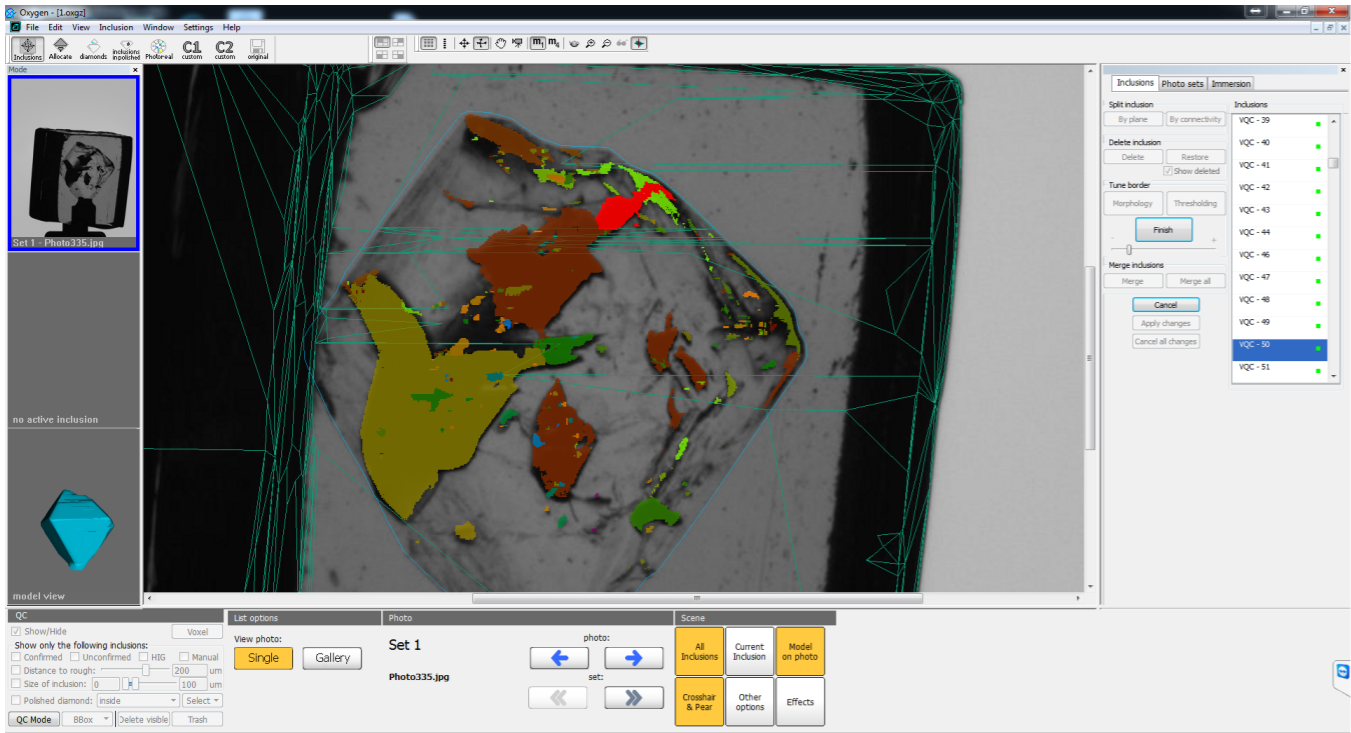 Oxygen - [1.oxgz]
File Edit View Inclusion Window Settings Help
Inclusions Allocate diamonds inclusions inpolished Photoreal C1 custom C2 custom original
Mode
Set 1 - Photo335.jpg
no active inclusion
model view
Inclusions Photo sets Immersion
Split inclusion
By plane By connectivity
Delete inclusion
Delete Restore
Show deleted
Tune border
Morphology Thresholding
Finish
- +
Merge inclusions
Merge Merge all
Cancel
Apply changes
Cancel all changes
Inclusions
VQC - 39
VQC - 40
VQC - 41
VQC - 42
VQC - 43
VQC - 44
VQC - 46
VQC - 47
VQC - 48
VQC - 49
VQC - 50
VQC - 51
QC
Show/Hide Voxel
Show only the following inclusions:
Confirmed Unconfirmed HIG Manual
Distance to rough: 200 um
Size of inclusion: 0 100 um
Polished diamond: inside Select
QC Mode BBox Delete visible Trash
List options
View photo:
Single Gallery
Photo
Set 1
Photo335.jpg
photo:
set:
Scene
All Inclusions
Current Inclusion
Model on photo
Crosshair & Pear
Other options
Effects